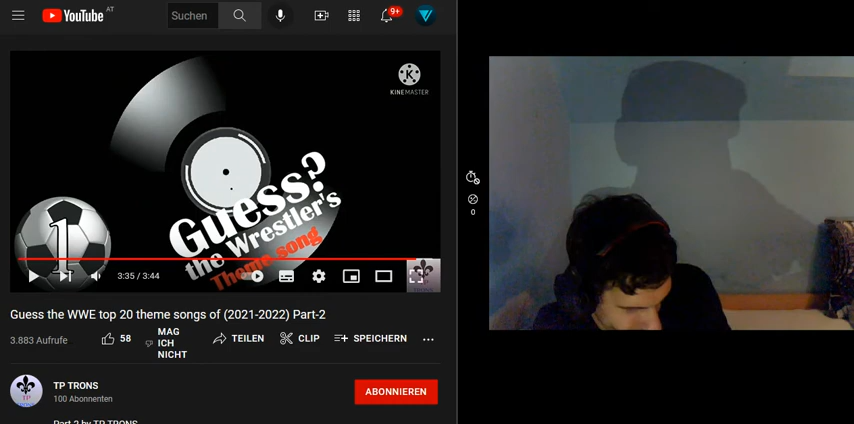 YouTube AT
Suchen
9+
KINEMASTER
Guess?
the Wrestler's
Theme song
1
3:35 / 3:44
Guess the WWE top 20 theme songs of (2021-2022) Part-2
3.883 Aufrufe
58
MAG
ICH
NICHT
TEILEN
CLIP
SPEICHERN
TP TRONS
100 Abonnenten
ABONNIEREN
Part 2 by TP TRONS
0